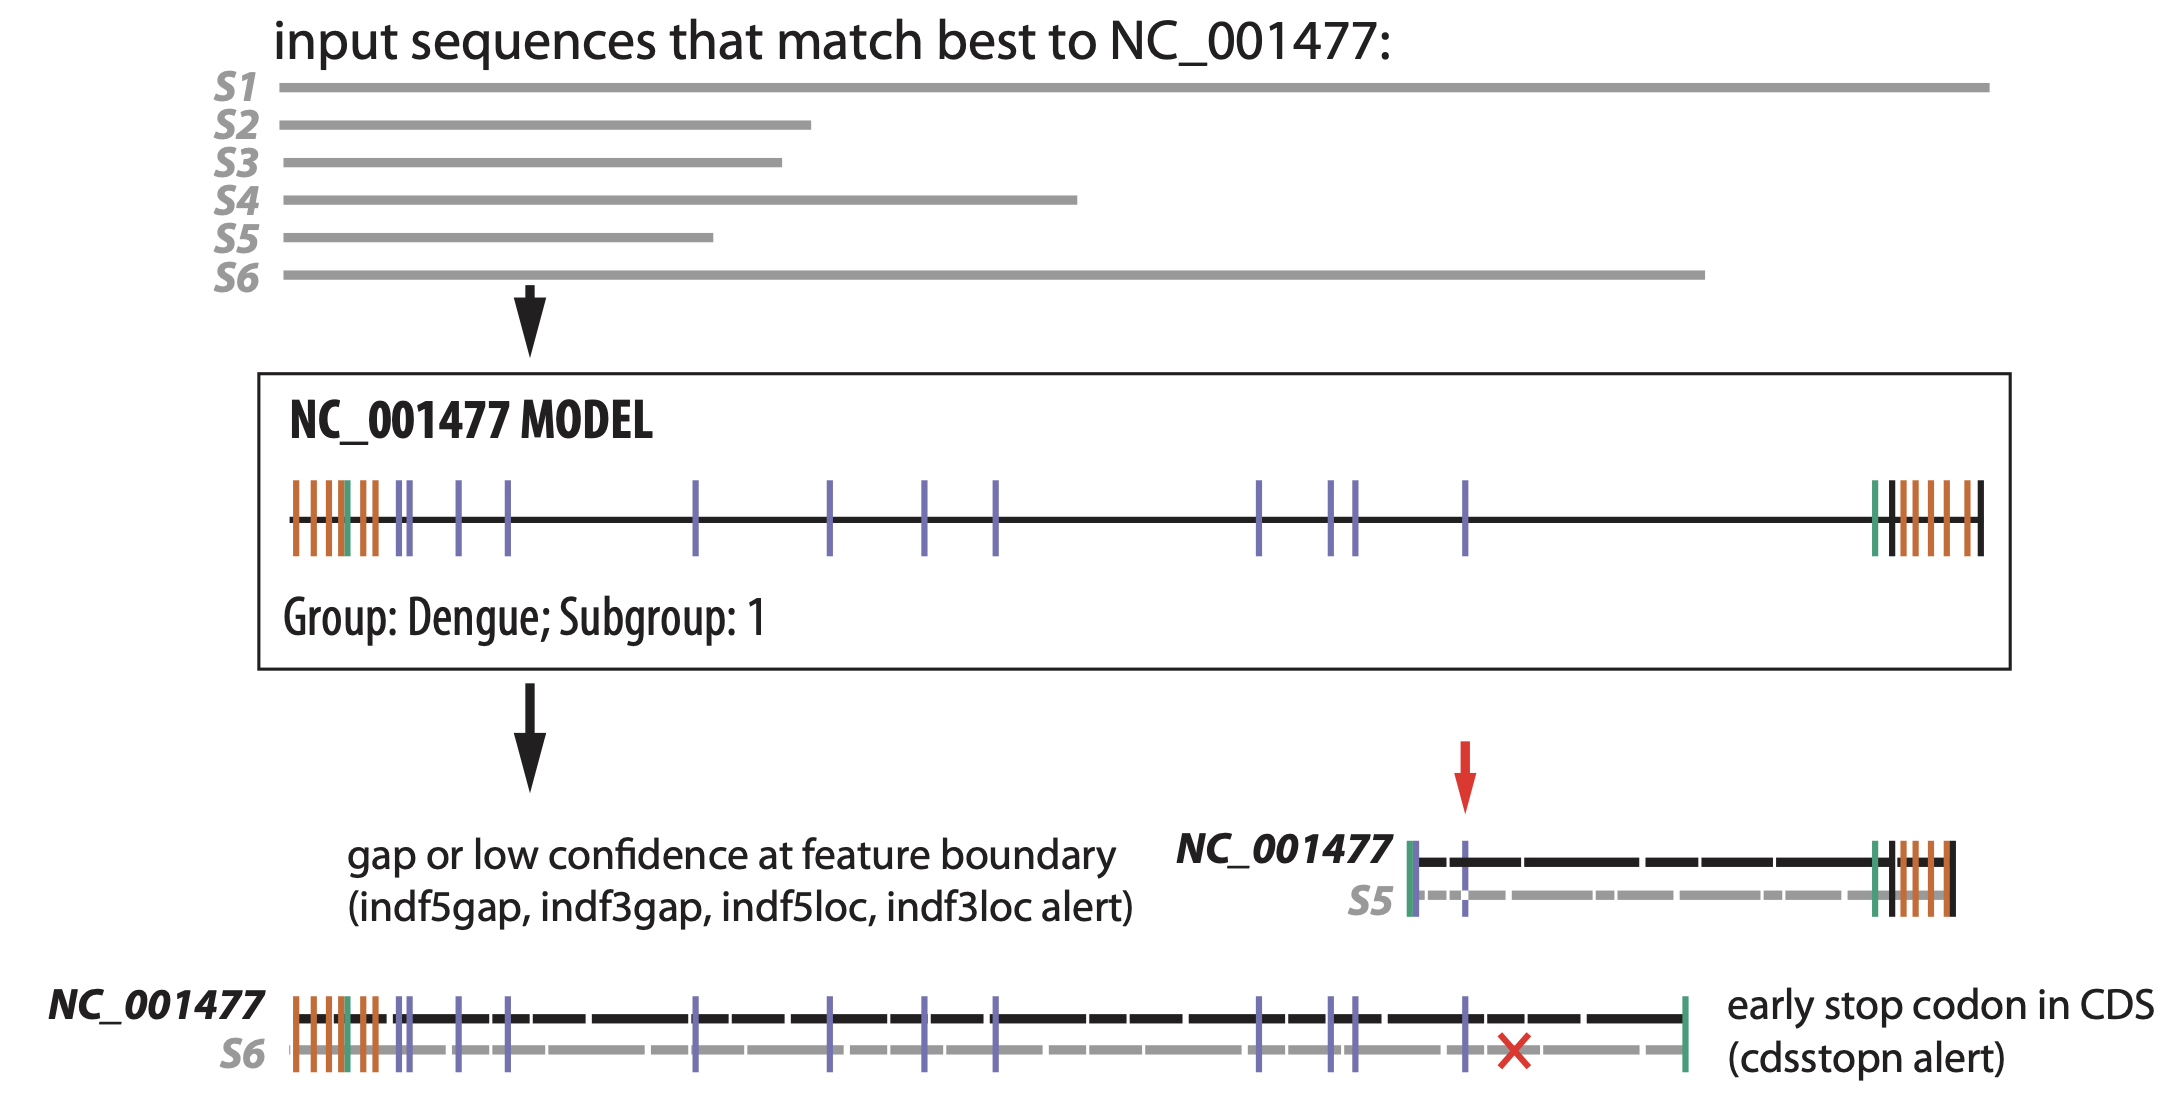 input sequences that match best to NC_001477:
S1
S2
S3
S4
S5
S6
NC_001477 MODEL
Group: Dengue; Subgroup: 1
gap or low confidence at feature boundary
(indf5gap, indf3gap, indf5loc, indf3loc alert)
NC_001477
S5
NC_001477
S6
early stop codon in CDS
(cdsstopn alert)